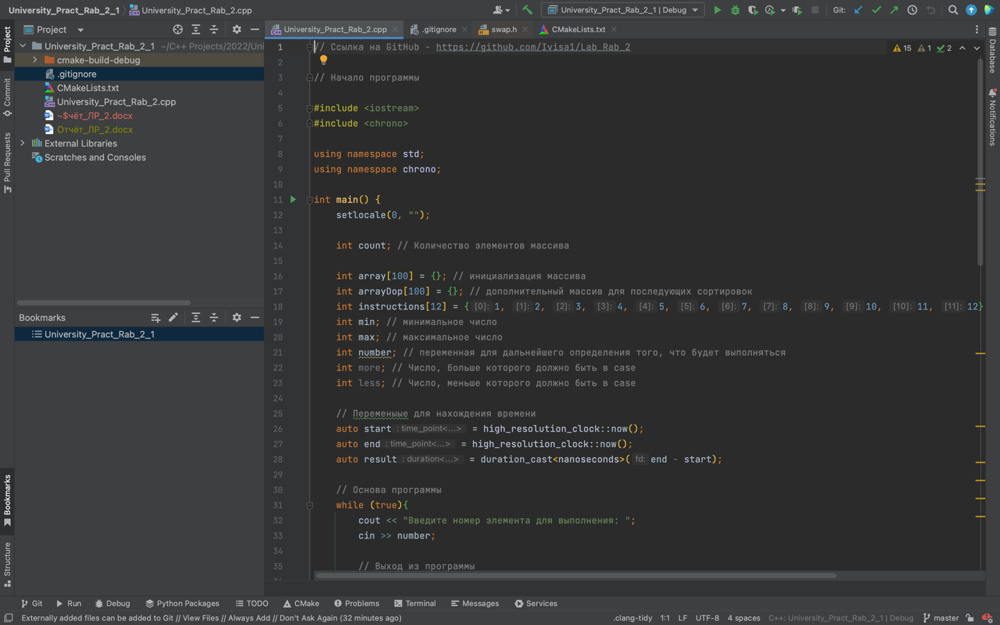 University_Pract_Rab_2_1 University_Pract_Rab_2.cpp University_Pract_Rab_2_1 | Debug Git:
Project
University_Pract_Rab_2.cpp .gitignore swap.h CMakeLists.txt
University_Pract_Rab_2_1 ~/C++ Projects/2022/Uni
cmake-build-debug
.gitignore
CMakeLists.txt
University_Pract_Rab_2.cpp
~$чёт_ЛР_2.docx
Отчёт_ЛР_2.docx
External Libraries
Scratches and Consoles
Bookmarks
University_Pract_Rab_2_1
Project
Commit
Pull Requests
Bookmarks
Structure
15 1 2
1 // Ссылка на GitHub - https://github.com/Ivisa1/Lab_Rab_2
2
3 // Начало программы
4
5 #include <iostream>
6 #include <chrono>
7
8 using namespace std;
9 using namespace chrono;
10
11 int main() {
12 setlocale(0, "");
13
14 int count; // Количество элементов массива
15
16 int array[100] = {}; // инициализация массива
17 int arrayDop[100] = {}; // дополнительный массив для последующих сортировок
18 int instructions[12] = { [0]: 1, [1]: 2, [2]: 3, [3]: 4, [4]: 5, [5]: 6, [6]: 7, [7]: 8, [8]: 9, [9]: 10, [10]: 11, [11]: 12}
19 int min; // минимальное число
20 int max; // максимальное число
21 int number; // переменная для дальнейшего определения того, что будет выполняться
22 int more; // Число, больше которого должно быть в case
23 int less; // Число, меньше которого должно быть в case
24
25 // Переменыые для нахождения времени
26 auto start : time_point<...> = high_resolution_clock::now();
27 auto end : time_point<...> = high_resolution_clock::now();
28 auto result : duration<...> = duration_cast<nanoseconds>( fd: end - start);
29
30 // Основа программы
31 while (true){
32 cout << "Введите номер элемента для выполнения: ";
33 cin >> number;
34
35 // Выход из программы
Database
Notifications
Git Run Debug Python Packages TODO CMake Problems Terminal Messages Services
Externally added files can be added to Git // View Files // Always Add // Don't Ask Again (32 minutes ago) .clang-tidy 1:1 LF UTF-8 4 spaces C++: University_Pract_Rab_2_1 | Debug master